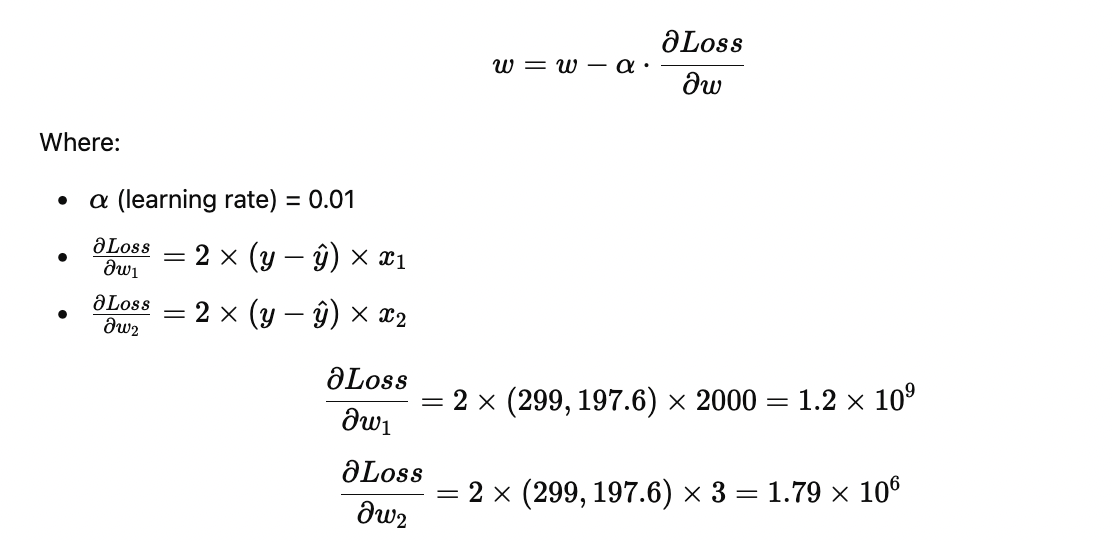 w = w − α · ∂Loss/∂w
Where:
• α (learning rate) = 0.01
• ∂Loss/∂w₁ = 2 × (y − ŷ) × x₁
• ∂Loss/∂w₂ = 2 × (y − ŷ) × x₂
∂Loss/∂w₁ = 2 × (299, 197.6) × 2000 = 1.2 × 10⁹
∂Loss/∂w₂ = 2 × (299, 197.6) × 3 = 1.79 × 10⁶